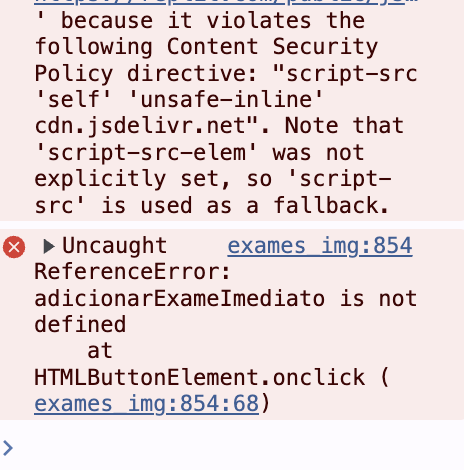 ' because it violates the
following Content Security
Policy directive: "script-src
'self' 'unsafe-inline'
cdn.jsdelivr.net". Note that
'script-src-elem' was not
explicitly set, so 'script-
src' is used as a fallback.
Uncaught exames_img:854
ReferenceError:
adicionarExameImediato is not
defined
at
HTMLButtonElement.onclick (
exames_img:854:68)